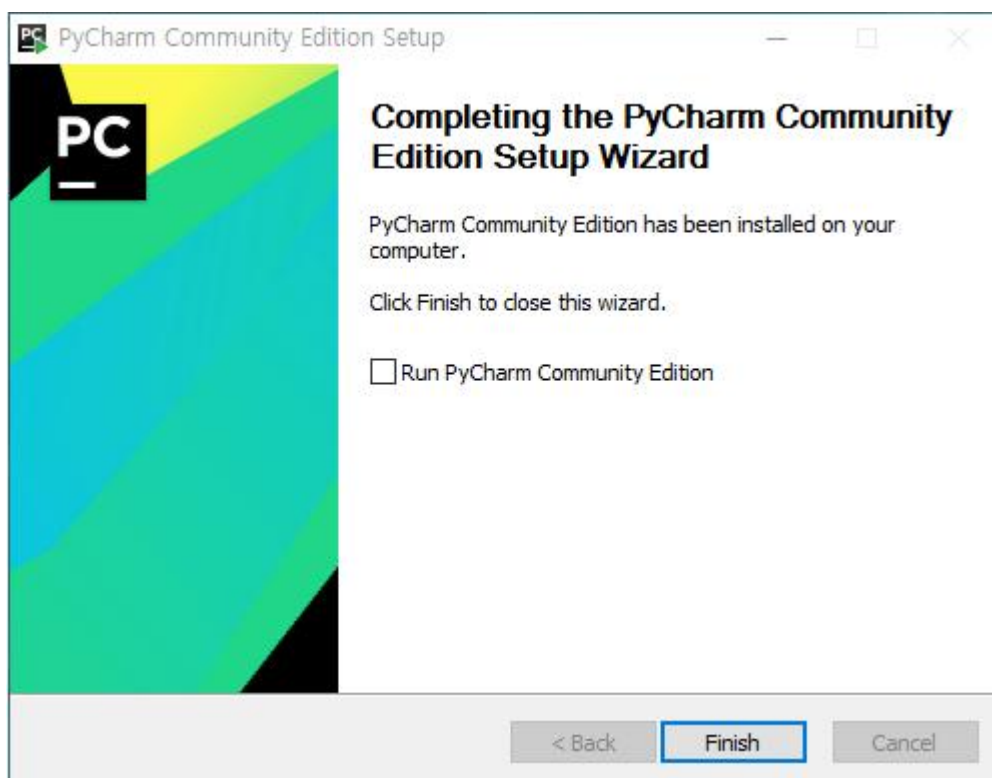 PyCharm Community Edition Setup
PC
Completing the PyCharm Community
Edition Setup Wizard
PyCharm Community Edition has been installed on your
computer.
Click Finish to close this wizard.
Run PyCharm Community Edition
< Back
Finish
Cancel